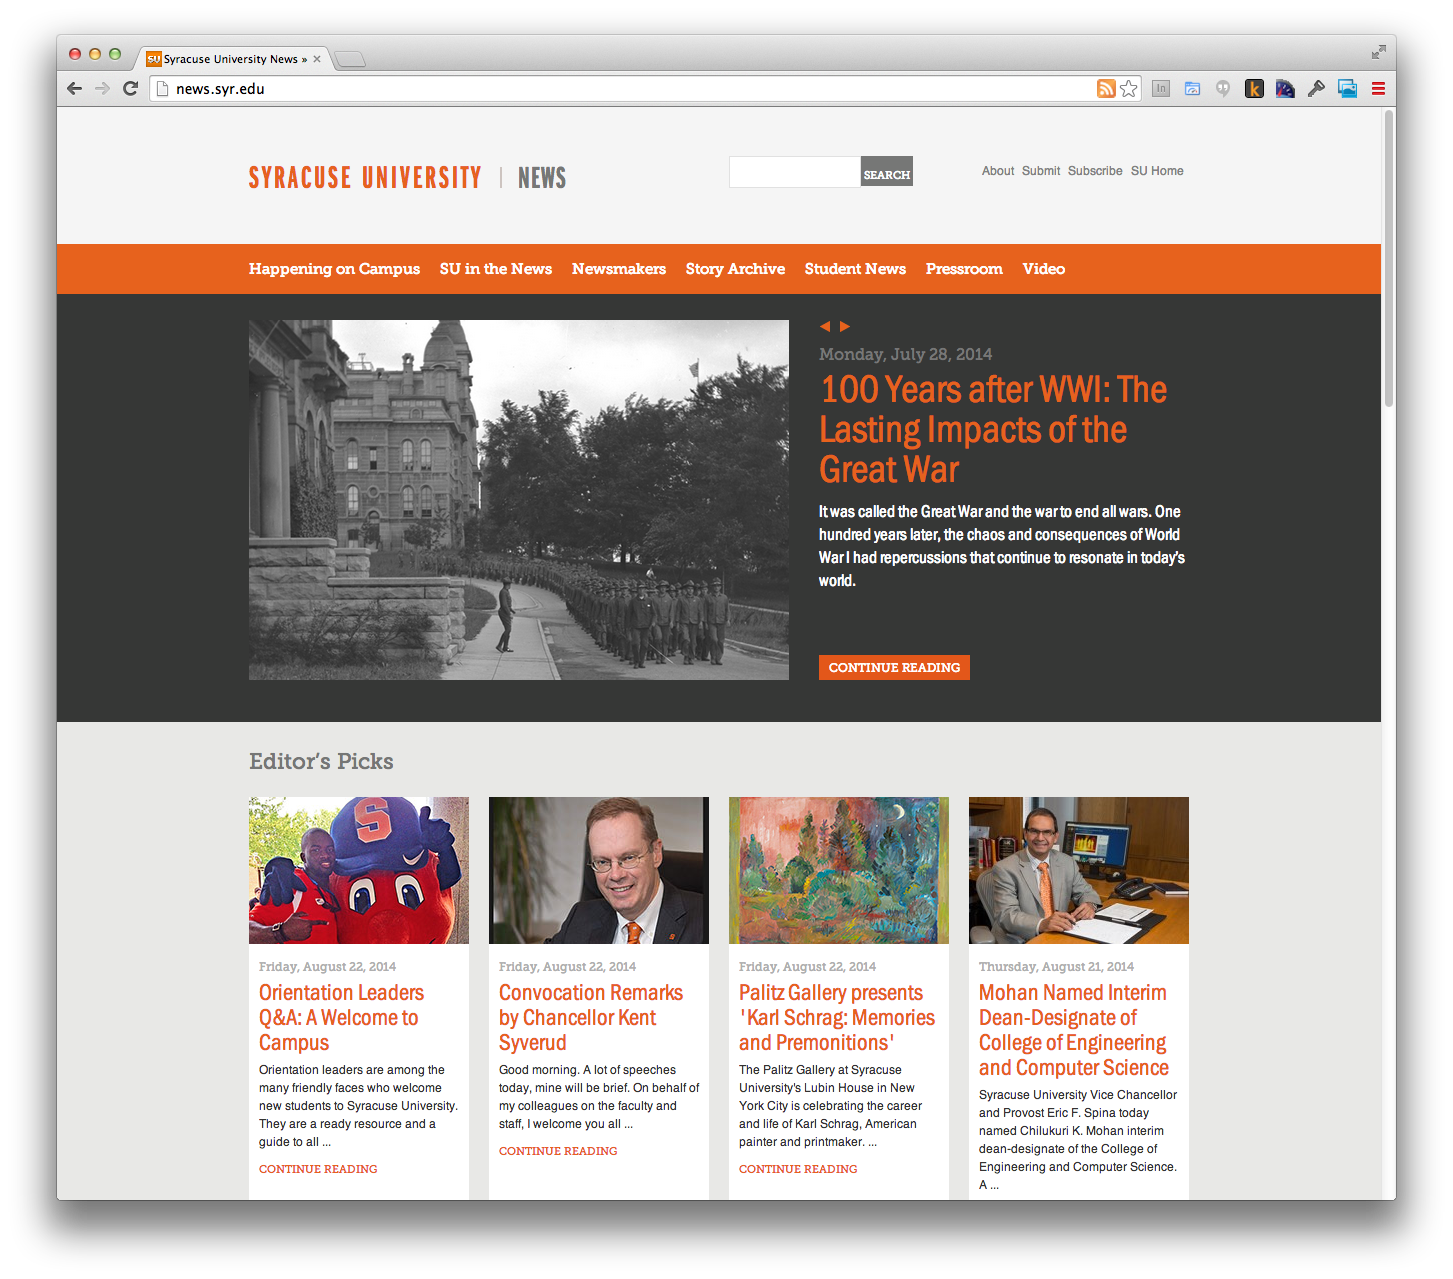 Syracuse University News »
news.syr.edu
SYRACUSE UNIVERSITY | NEWS
SEARCH
About Submit Subscribe SU Home
Happening on Campus SU in the News Newsmakers Story Archive Student News Pressroom Video
Monday, July 28, 2014
100 Years after WWI: The
Lasting Impacts of the
Great War
It was called the Great War and the war to end all wars. One
hundred years later, the chaos and consequences of World
War I had repercussions that continue to resonate in today's
world.
CONTINUE READING
Editor's Picks
Friday, August 22, 2014
Orientation Leaders
Q&A: A Welcome to
Campus
Orientation leaders are among the
many friendly faces who welcome
new students to Syracuse University.
They are a ready resource and a
guide to all ...
CONTINUE READING
Friday, August 22, 2014
Convocation Remarks
by Chancellor Kent
Syverud
Good morning. A lot of speeches
today, mine will be brief. On behalf of
my colleagues on the faculty and
staff, I welcome you all ...
CONTINUE READING
Friday, August 22, 2014
Palitz Gallery presents
'Karl Schrag: Memories
and Premonitions'
The Palitz Gallery at Syracuse
University's Lubin House in New
York City is celebrating the career
and life of Karl Schrag, American
painter and printmaker. ...
CONTINUE READING
Thursday, August 21, 2014
Mohan Named Interim
Dean-Designate of
College of Engineering
and Computer Science
Syracuse University Vice Chancellor
and Provost Eric F. Spina today
named Chilukuri K. Mohan interim
dean-designate of the College of
Engineering and Computer Science.
A ...